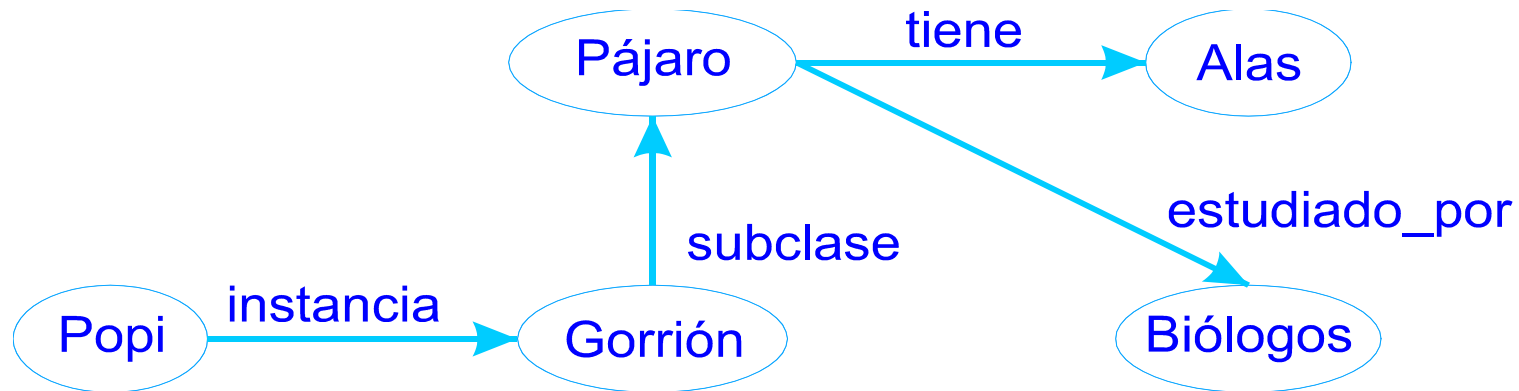 tiene
Pájaro
Alas
estudiado_por
subclase
instancia
Popi
Gorrión
Biólogos